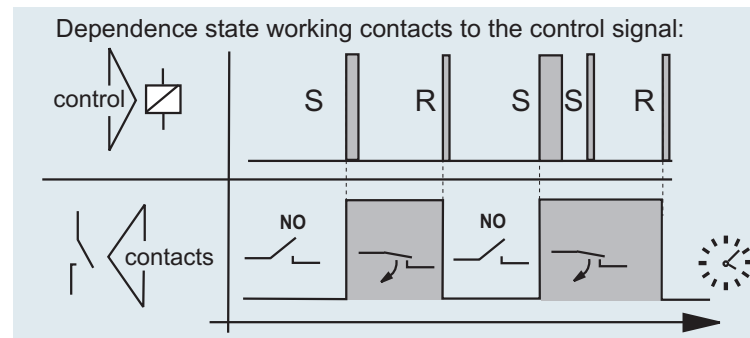 Dependence state working contacts to the control signal:
control S R S S R
NO NO
contacts